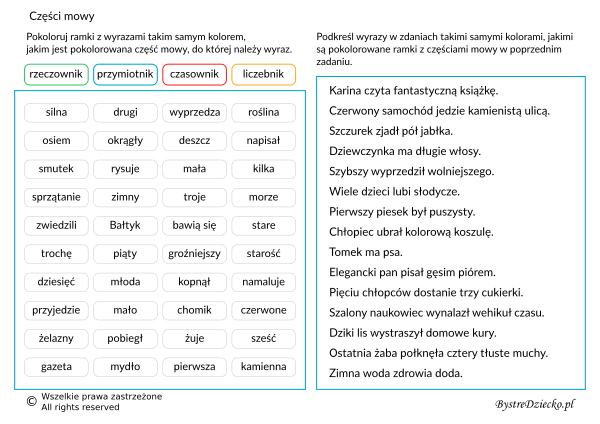 Części mowy
Pokoloruj ramki z wyrazami takim samym kolorem,
jakim jest pokolorowana część mowy, do której należy wyraz.
rzeczownik przymiotnik czasownik liczebnik
silna drugi wyprzedza roślina
osiem okrągły deszcz napisał
smutek rysuje mała kilka
sprzątanie zimny troje morze
zwiedzili Bałtyk bawią się stare
trochę piąty groźniejszy starość
dziesięć młoda kopnął namaluje
przyjedzie mało chomik czerwone
żelazny pobiegł żuje sześć
gazeta mydło pierwsza kamienna
Podkreśl wyrazy w zdaniach takimi samymi kolorami, jakimi
są pokolorowane ramki z częściami mowy w poprzednim
zadaniu.
Karina czyta fantastyczną książkę.
Czerwony samochód jedzie kamienistą ulicą.
Szczurek zjadł pół jabłka.
Dziewczynka ma długie włosy.
Szybszy wyprzedził wolniejszego.
Wiele dzieci lubi słodycze.
Pierwszy piesek był puszysty.
Chłopiec ubrał kolorową koszulę.
Tomek ma psa.
Elegancki pan pisał gęsim piórem.
Pięciu chłopców dostanie trzy cukierki.
Szalony naukowiec wynalazł wehikuł czasu.
Dziki lis wystraszył domowe kury.
Ostatnia żaba połknęła cztery tłuste muchy.
Zimna woda zdrowia doda.
© Wszelkie prawa zastrzeżone
All rights reserved
BystreDziecko.pl